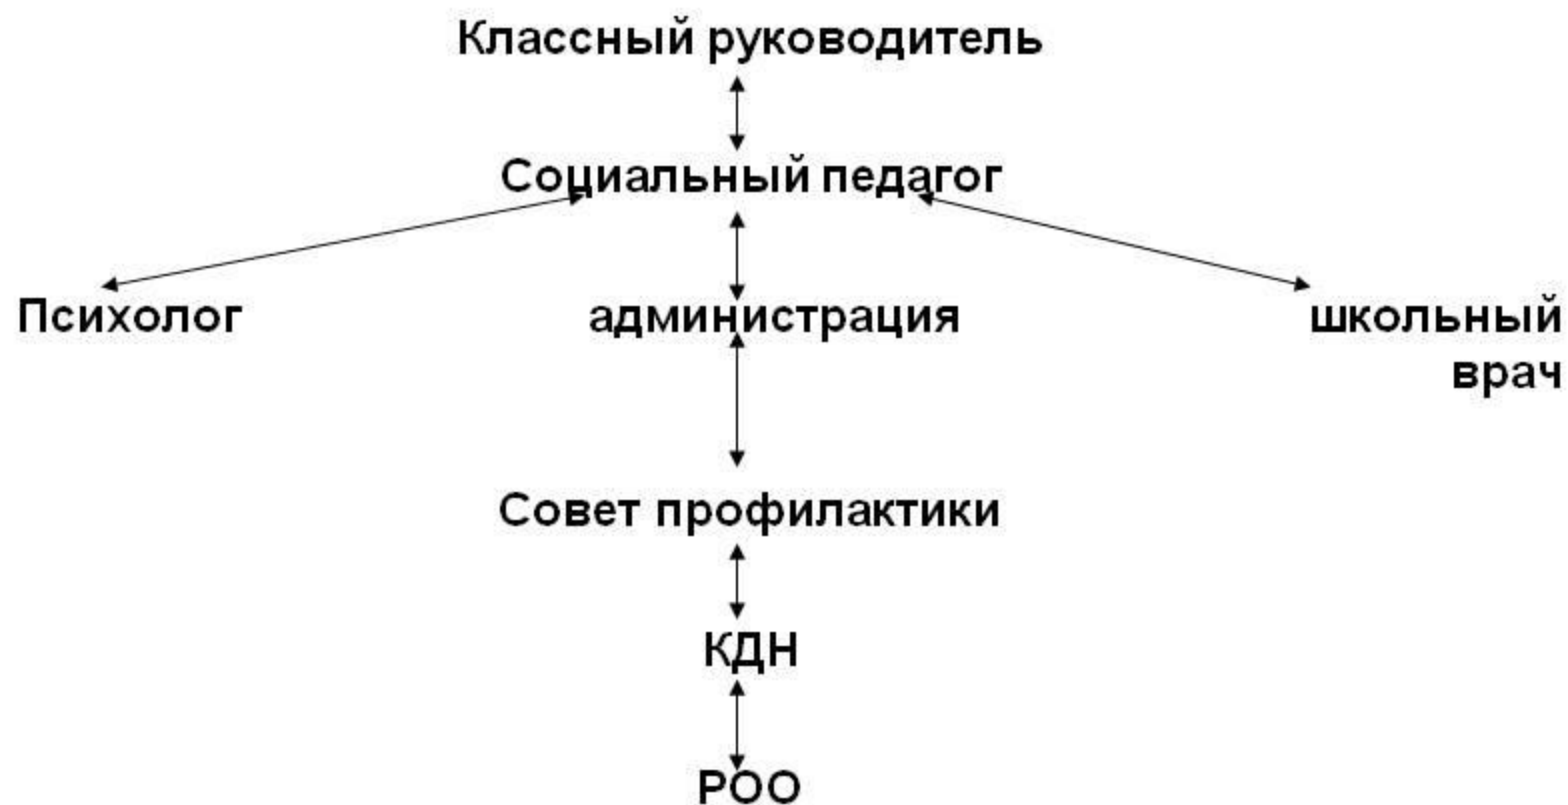 Классный руководитель
Социальный педагог
Психолог
администрация
школьный
врач
Совет профилактики
КДН
РОО